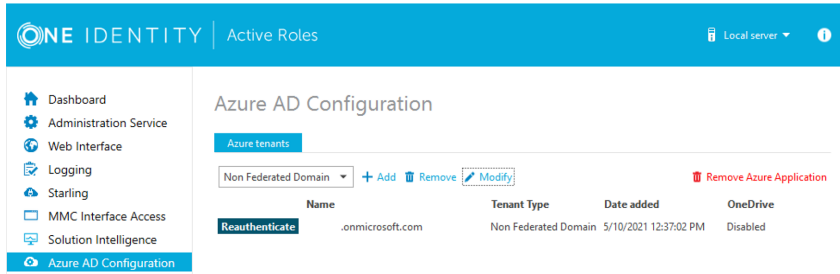 ONE IDENTITY Active Roles Local server
Dashboard
Administration Service
Web Interface
Logging
Starling
MMC Interface Access
Solution Intelligence
Azure AD Configuration
Azure AD Configuration
Azure tenants
Non Federated Domain Add Remove Modify Remove Azure Application
Name Tenant Type Date added OneDrive
Reauthenticate .onmicrosoft.com Non Federated Domain 5/10/2021 12:37:02 PM Disabled